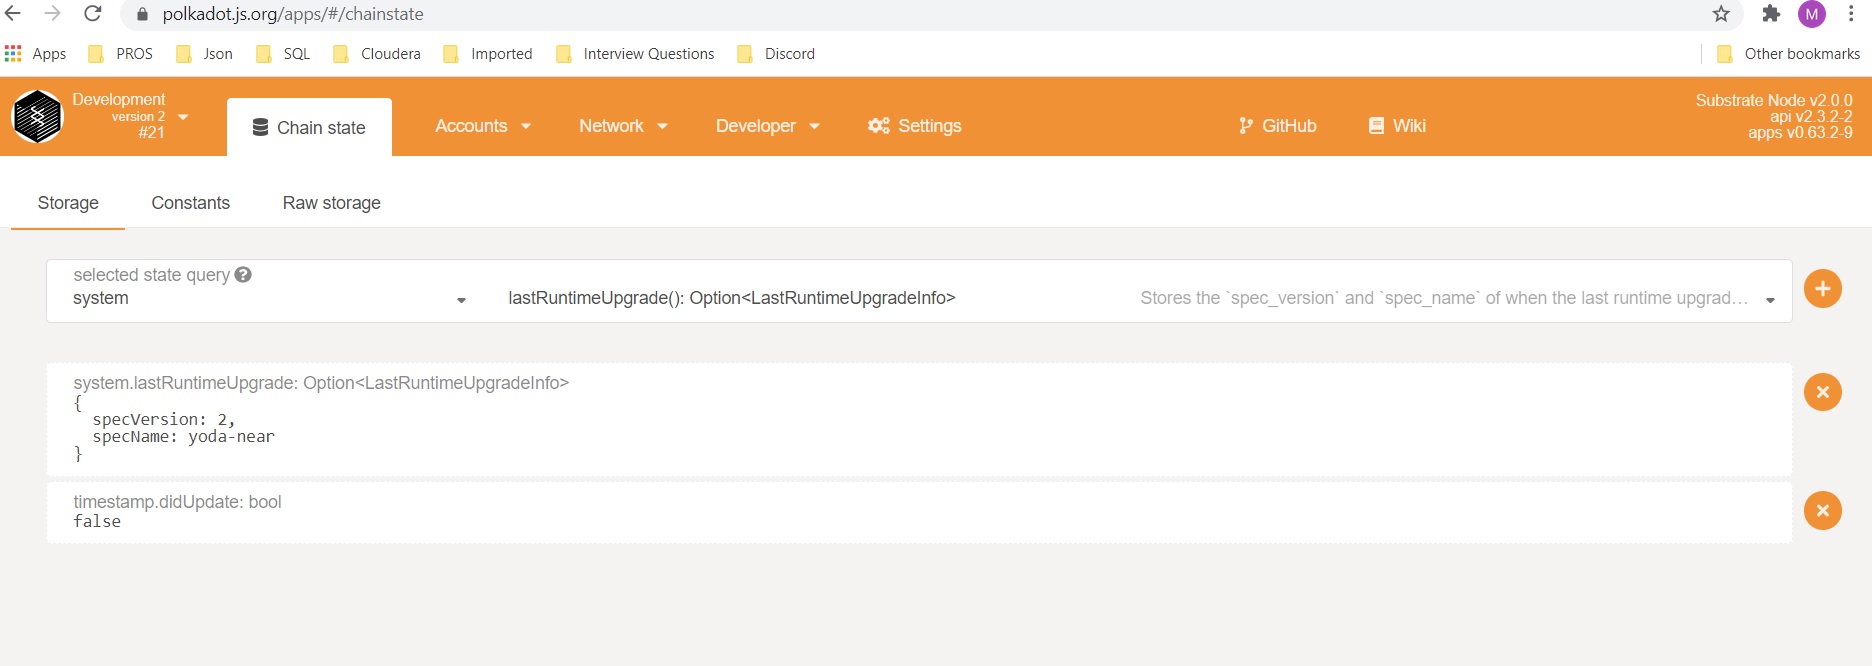 polkadot.js.org/apps/#/chainstate
M
Apps PROS Json SQL Cloudera Imported Interview Questions Discord Other bookmarks
Development
version 2
#21
Chain state
Accounts
Network
Developer
Settings
GitHub
Wiki
Substrate Node v2.0.0
api v2.3.2-2
apps v0.63.2-9
Storage Constants Raw storage
selected state query ?
system
lastRuntimeUpgrade(): Option<LastRuntimeUpgradeInfo>
Stores the `spec_version` and `spec_name` of when the last runtime upgrad...
system.lastRuntimeUpgrade: Option<LastRuntimeUpgradeInfo>
{
specVersion: 2,
specName: yoda-near
}
timestamp.didUpdate: bool
false